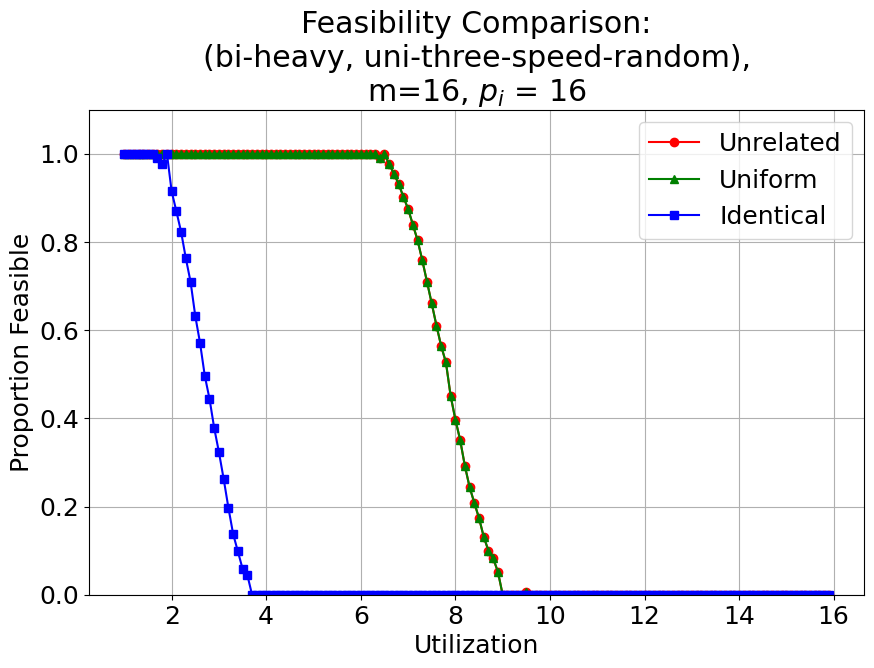 Feasibility Comparison:
(bi-heavy, uni-three-speed-random),
m=16, $p_i$ = 16
Unrelated
Uniform
Identical
Proportion Feasible
1.0
0.8
0.6
0.4
0.2
0.0
2 4 6 8 10 12 14 16
Utilization